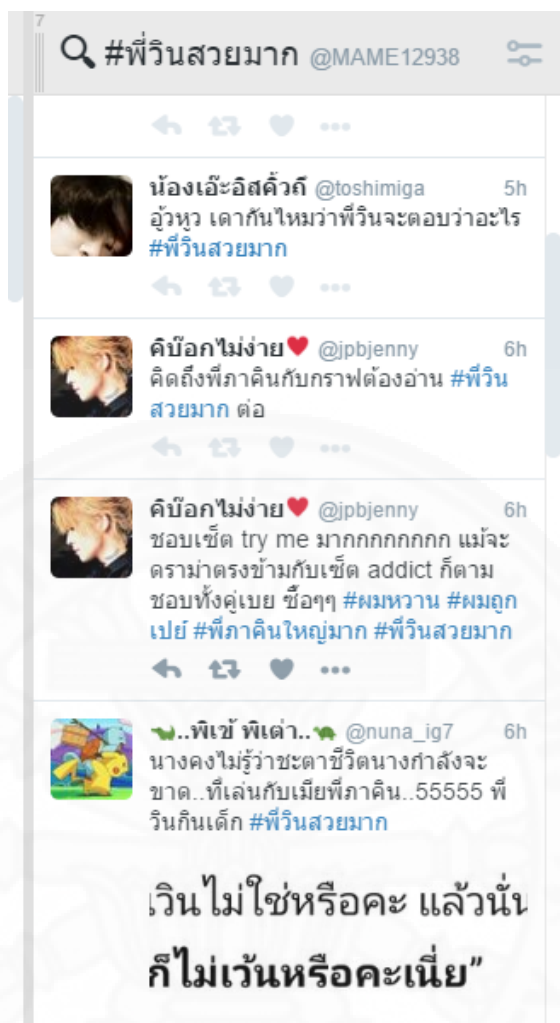 7
#พี่วินสวยมาก @MAME12938
น้องเอ๊ะอิสคิ้วถึ @toshimiga 5h
อู้วหูว เดากันไหมว่าพี่วินจะตอบว่าอะไร
#พี่วินสวยมาก
คิบ๊อกไม่ง่าย❤ @jpbjenny 6h
คิดถึงพี่ภาคินกับกราฟต้องอ่าน #พี่วิน
สวยมาก ต่อ
คิบ๊อกไม่ง่าย❤ @jpbjenny 6h
ชอบเซ็ต try me มากกกกกกกกก แม้จะ
ดราม่าตรงข้ามกับเซ็ต addict ก็ตาม
ชอบทั้งคู่เบย ซื้อๆๆ #ผมหวาน #ผมถูก
เปย์ #พี่ภาคินใหญ่มาก #พี่วินสวยมาก
..พิเข้ พิเต่า.. @nuna_ig7 6h
นางคงไม่รู้ว่าชะตาชีวิตนางกำลังจะ
ขาด..ที่เล่นกับเมียพี่ภาคิน..55555 พี่
วินกินเด็ก #พี่วินสวยมาก
วินไม่ใช่หรือคะ แล้วนั่น
ก็ไม่เว้นหรือคะเนี่ย”